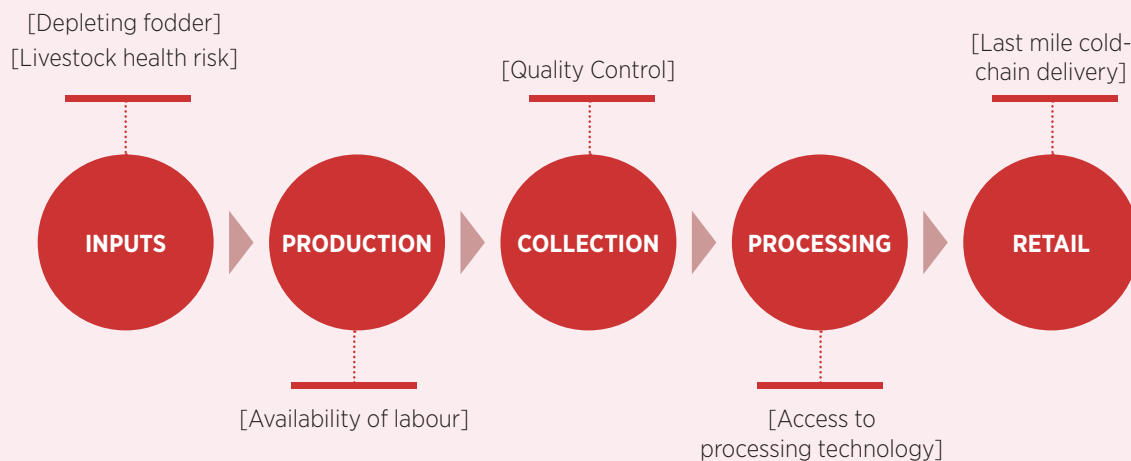 [Depleting fodder]
[Livestock health risk]
[Quality Control]
[Last mile cold-
chain delivery]
INPUTS
PRODUCTION
COLLECTION
PROCESSING
RETAIL
[Availability of labour]
[Access to
processing technology]